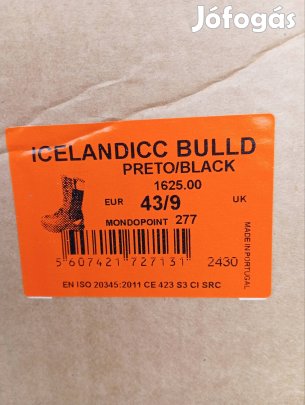 Jófogás
ICELANDICC BULLD
PRETO/BLACK
1625.00
EUR 43/9 UK
MONDOPOINT 277
5 607421 727131 2430
EN ISO 20345:2011 CE 423 S3 CI SRC
MADE IN PORTUGAL